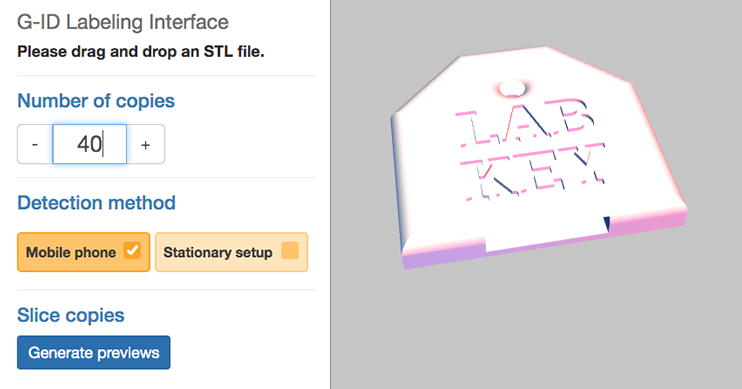 G-ID Labeling Interface
Please drag and drop an STL file.
Number of copies
- 40 +
Detection method
Mobile phone Stationary setup
Slice copies
Generate previews
LAB
KEY